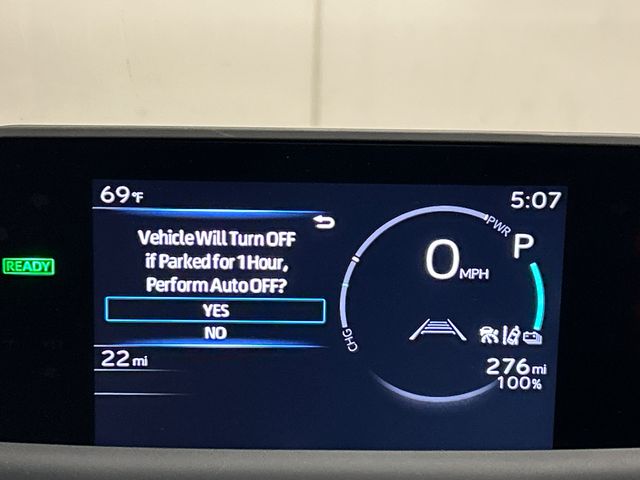 69°F
5:07
Vehicle Will Turn OFF
if Parked for 1 Hour,
Perform Auto OFF?
YES
NO
22 mi
READY
PWR
P
0 MPH
CHG
276 mi
100%